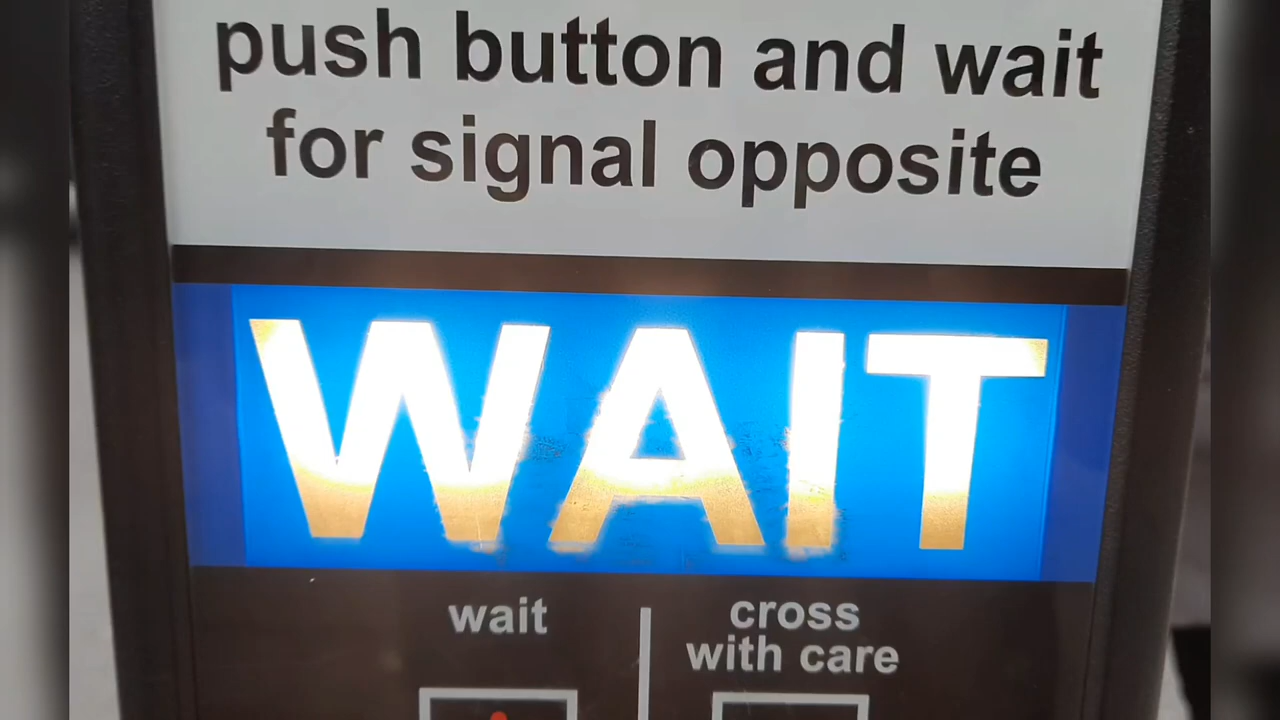 push button and wait
for signal opposite
WAIT
wait
cross
with care